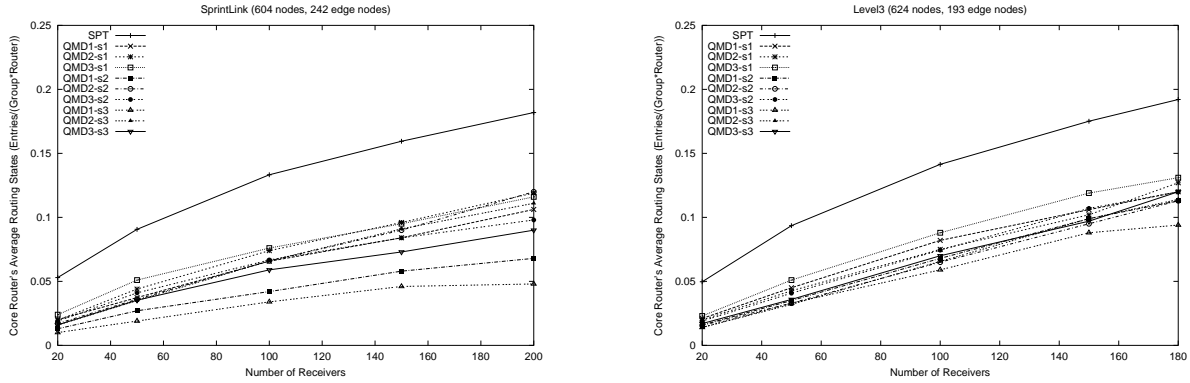 SprintLink (604 nodes, 242 edge nodes)
Core Router's Average Routing States (Entries/(Group*Router))
0.25
0.2
0.15
0.1
0.05
0
SPT
QMD1-s1
QMD2-s1
QMD3-s1
QMD1-s2
QMD2-s2
QMD3-s2
QMD1-s3
QMD2-s3
QMD3-s3
20 40 60 80 100 120 140 160 180 200
Number of Receivers
Level3 (624 nodes, 193 edge nodes)
Core Router's Average Routing States (Entries/(Group*Router))
0.25
0.2
0.15
0.1
0.05
0
SPT
QMD1-s1
QMD2-s1
QMD3-s1
QMD1-s2
QMD2-s2
QMD3-s2
QMD1-s3
QMD2-s3
QMD3-s3
20 40 60 80 100 120 140 160 180
Number of Receivers